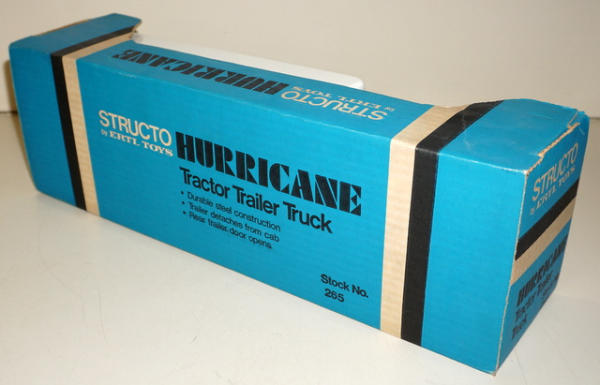 STRUCTO
by ERTL TOYS
HURRICANE
STRUCTO
by ERTL TOYS
HURRICANE
Tractor Trailer Truck
• Durable steel construction
• Trailer detaches from cab
• Rear trailer door opens.
Stock No.
265
STRUCTO
by ERTL TOYS
HURRICANE
Tractor Trailer
Truck